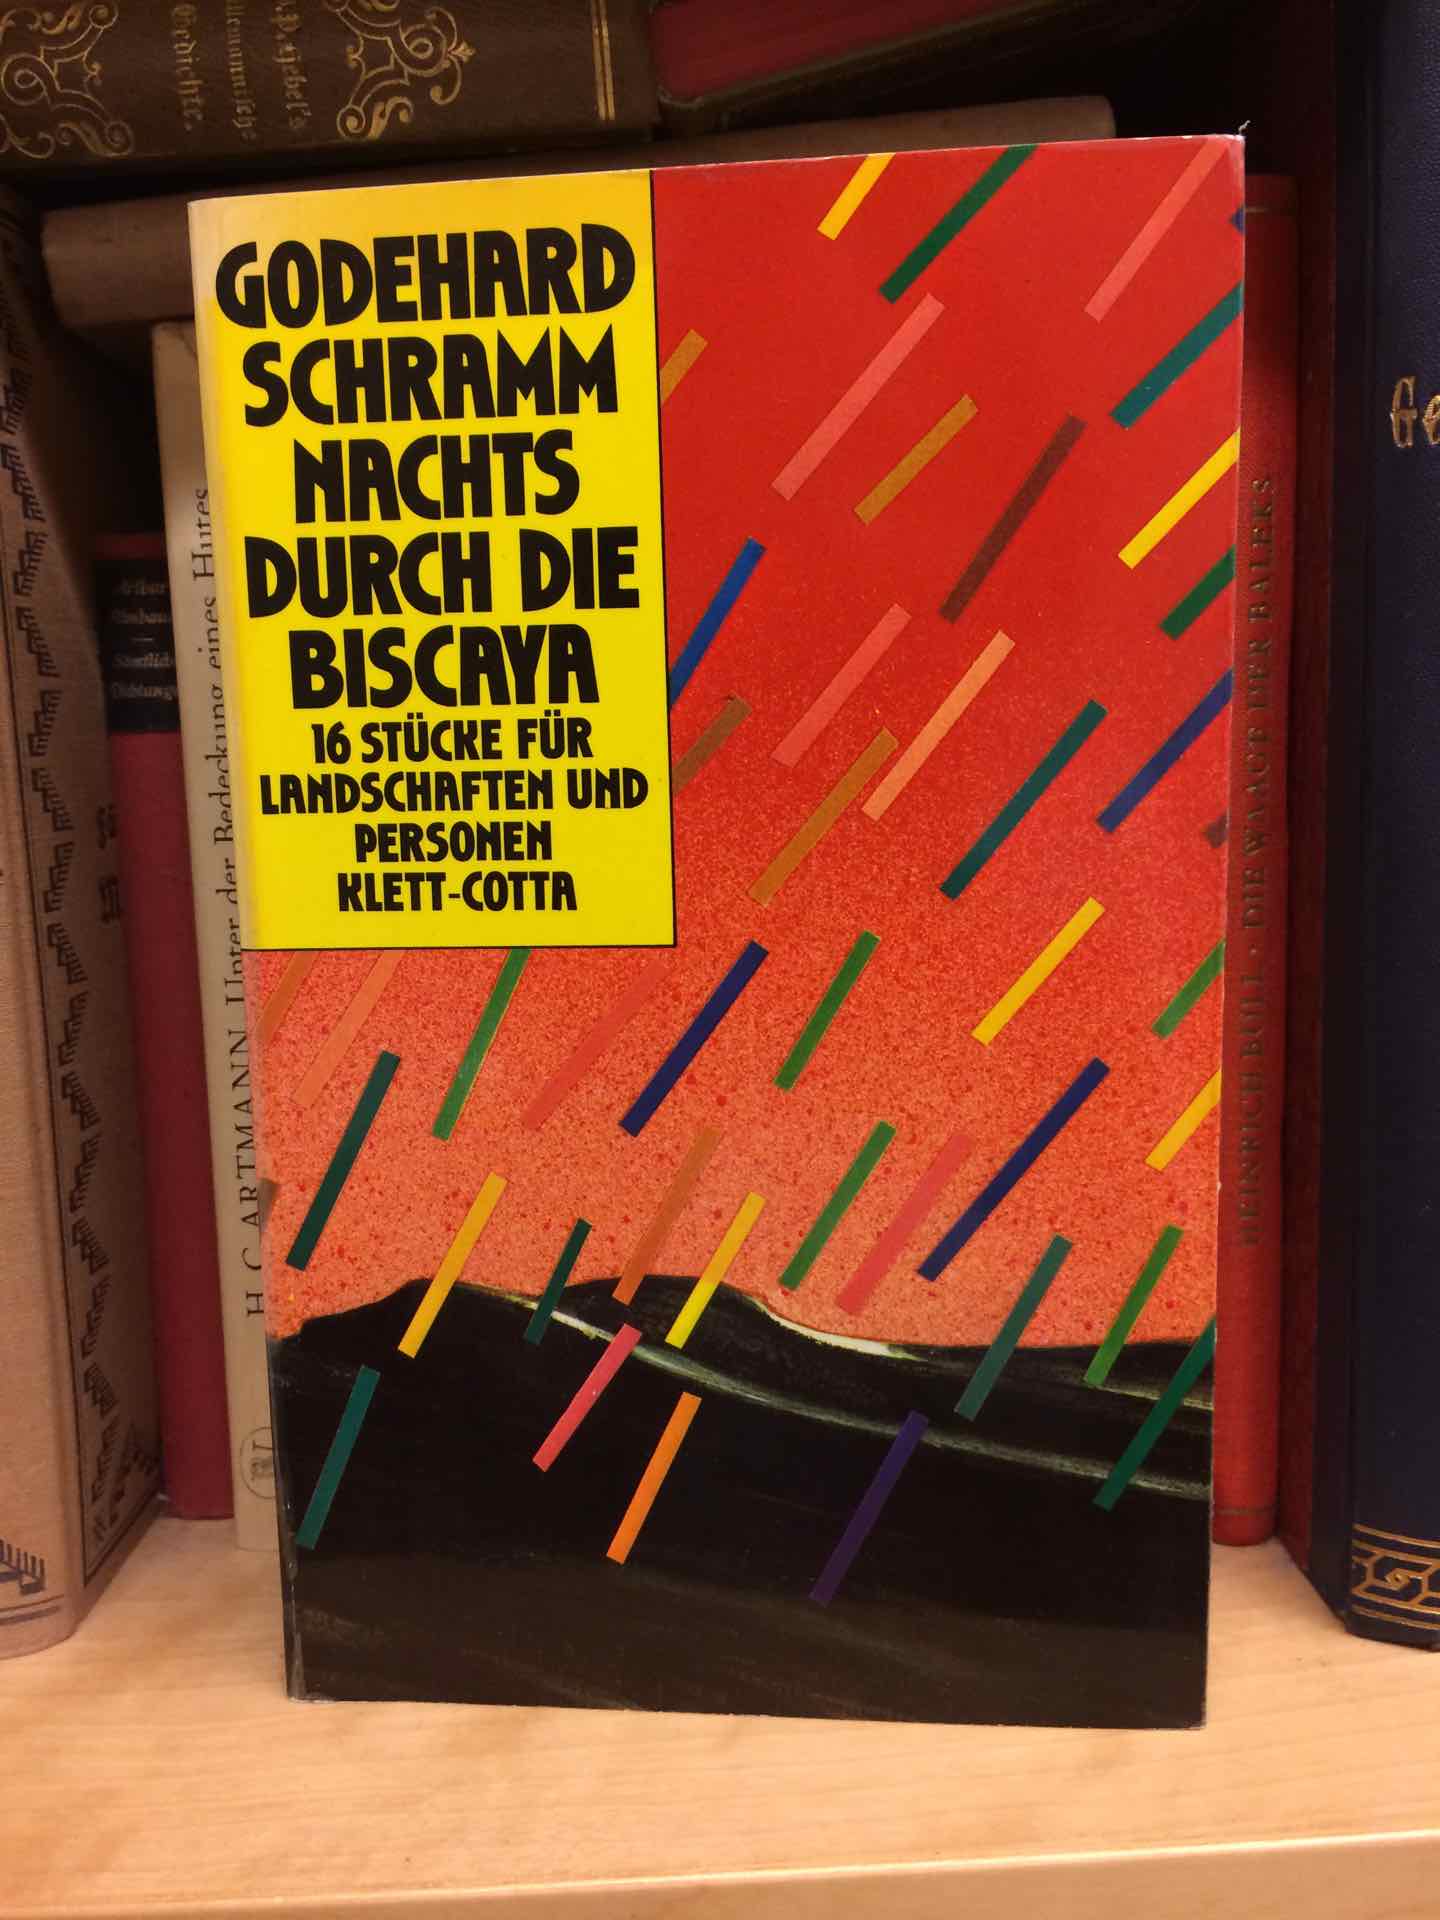 GODEHARD
SCHRAMM
NACHTS
DURCH DIE
BISCAYA
16 STÜCKE FÜR
LANDSCHAFTEN UND
PERSONEN
KLETT-COTTA
Gedichte.
H. C. ARTMANN Unter der Bedeckung eines Hutes
HEINRICH BÖLL · DIE WAAGE DER BALEKS